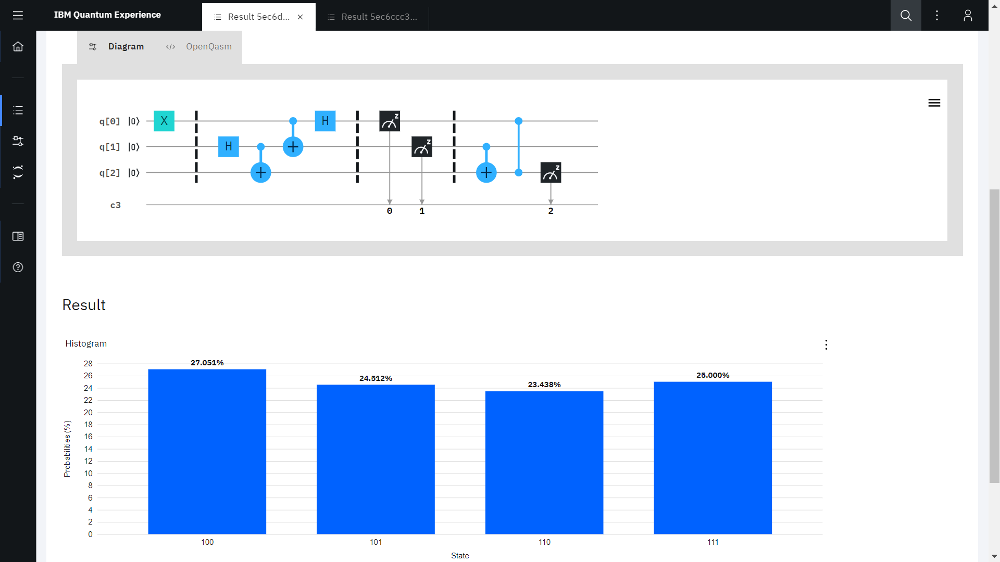 IBM Quantum Experience
Result 5ec6d...
Result 5ec6ccc3...
Diagram
</> OpenQasm
q[0] |0⟩ X H z
q[1] |0⟩ H z
q[2] |0⟩ z
c3
0 1 2
Result
Histogram
28
26
24
22
20
18
16
14
12
10
8
6
4
2
0
Probabilities (%)
27.051%
24.512%
23.438%
25.000%
100 101 110 111
State